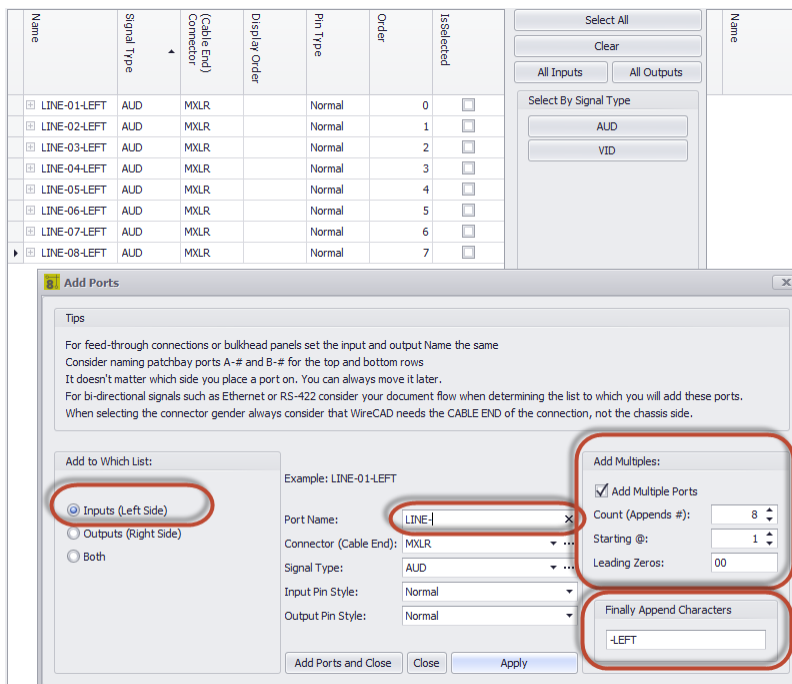 Name
Signal Type
(Cable End) Connector
Display Order
Pin Type
Order
IsSelected
LINE-01-LEFT AUD MXLR Normal 0
LINE-02-LEFT AUD MXLR Normal 1
LINE-03-LEFT AUD MXLR Normal 2
LINE-04-LEFT AUD MXLR Normal 3
LINE-05-LEFT AUD MXLR Normal 4
LINE-06-LEFT AUD MXLR Normal 5
LINE-07-LEFT AUD MXLR Normal 6
LINE-08-LEFT AUD MXLR Normal 7
Select All
Clear
All Inputs All Outputs
Select By Signal Type
AUD
VID
Name
8 Add Ports
Tips
For feed-through connections or bulkhead panels set the input and output Name the same
Consider naming patchbay ports A-# and B-# for the top and bottom rows
It doesn't matter which side you place a port on. You can always move it later.
For bi-directional signals such as Ethernet or RS-422 consider your document flow when determining the list to which you will add these ports.
When selecting the connector gender always consider that WireCAD needs the CABLE END of the connection, not the chassis side.
Add to Which List:
Inputs (Left Side)
Outputs (Right Side)
Both
Example: LINE-01-LEFT
Port Name: LINE-
Connector (Cable End): MXLR
Signal Type: AUD
Input Pin Style: Normal
Output Pin Style: Normal
Add Ports and Close Close Apply
Add Multiples:
Add Multiple Ports
Count (Appends #): 8
Starting @: 1
Leading Zeros: 00
Finally Append Characters
-LEFT